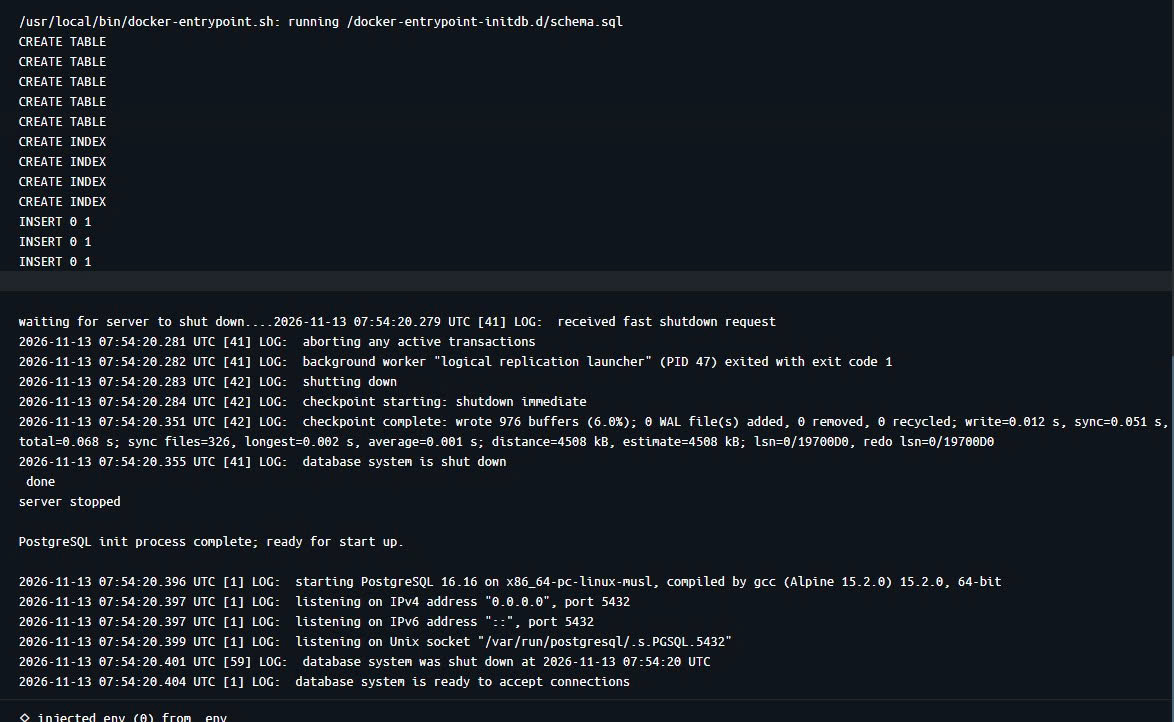 /usr/local/bin/docker-entrypoint.sh: running /docker-entrypoint-initdb.d/schema.sql
CREATE TABLE
CREATE TABLE
CREATE TABLE
CREATE TABLE
CREATE TABLE
CREATE INDEX
CREATE INDEX
CREATE INDEX
CREATE INDEX
INSERT 0 1
INSERT 0 1
INSERT 0 1
waiting for server to shut down....2026-11-13 07:54:20.279 UTC [41] LOG:  received fast shutdown request
2026-11-13 07:54:20.281 UTC [41] LOG:  aborting any active transactions
2026-11-13 07:54:20.282 UTC [41] LOG:  background worker "logical replication launcher" (PID 47) exited with exit code 1
2026-11-13 07:54:20.283 UTC [42] LOG:  shutting down
2026-11-13 07:54:20.284 UTC [42] LOG:  checkpoint starting: shutdown immediate
2026-11-13 07:54:20.351 UTC [42] LOG:  checkpoint complete: wrote 976 buffers (6.0%); 0 WAL file(s) added, 0 removed, 0 recycled; write=0.012 s, sync=0.051 s,
total=0.068 s; sync files=326, longest=0.002 s, average=0.001 s; distance=4508 kB, estimate=4508 kB; lsn=0/19700D0, redo lsn=0/19700D0
2026-11-13 07:54:20.355 UTC [41] LOG:  database system is shut down
 done
server stopped
PostgreSQL init process complete; ready for start up.
2026-11-13 07:54:20.396 UTC [1] LOG:  starting PostgreSQL 16.16 on x86_64-pc-linux-musl, compiled by gcc (Alpine 15.2.0) 15.2.0, 64-bit
2026-11-13 07:54:20.397 UTC [1] LOG:  listening on IPv4 address "0.0.0.0", port 5432
2026-11-13 07:54:20.397 UTC [1] LOG:  listening on IPv6 address "::", port 5432
2026-11-13 07:54:20.399 UTC [1] LOG:  listening on Unix socket "/var/run/postgresql/.s.PGSQL.5432"
2026-11-13 07:54:20.401 UTC [59] LOG:  database system was shut down at 2026-11-13 07:54:20 UTC
2026-11-13 07:54:20.404 UTC [1] LOG:  database system is ready to accept connections
◇ injected env (0) from .env